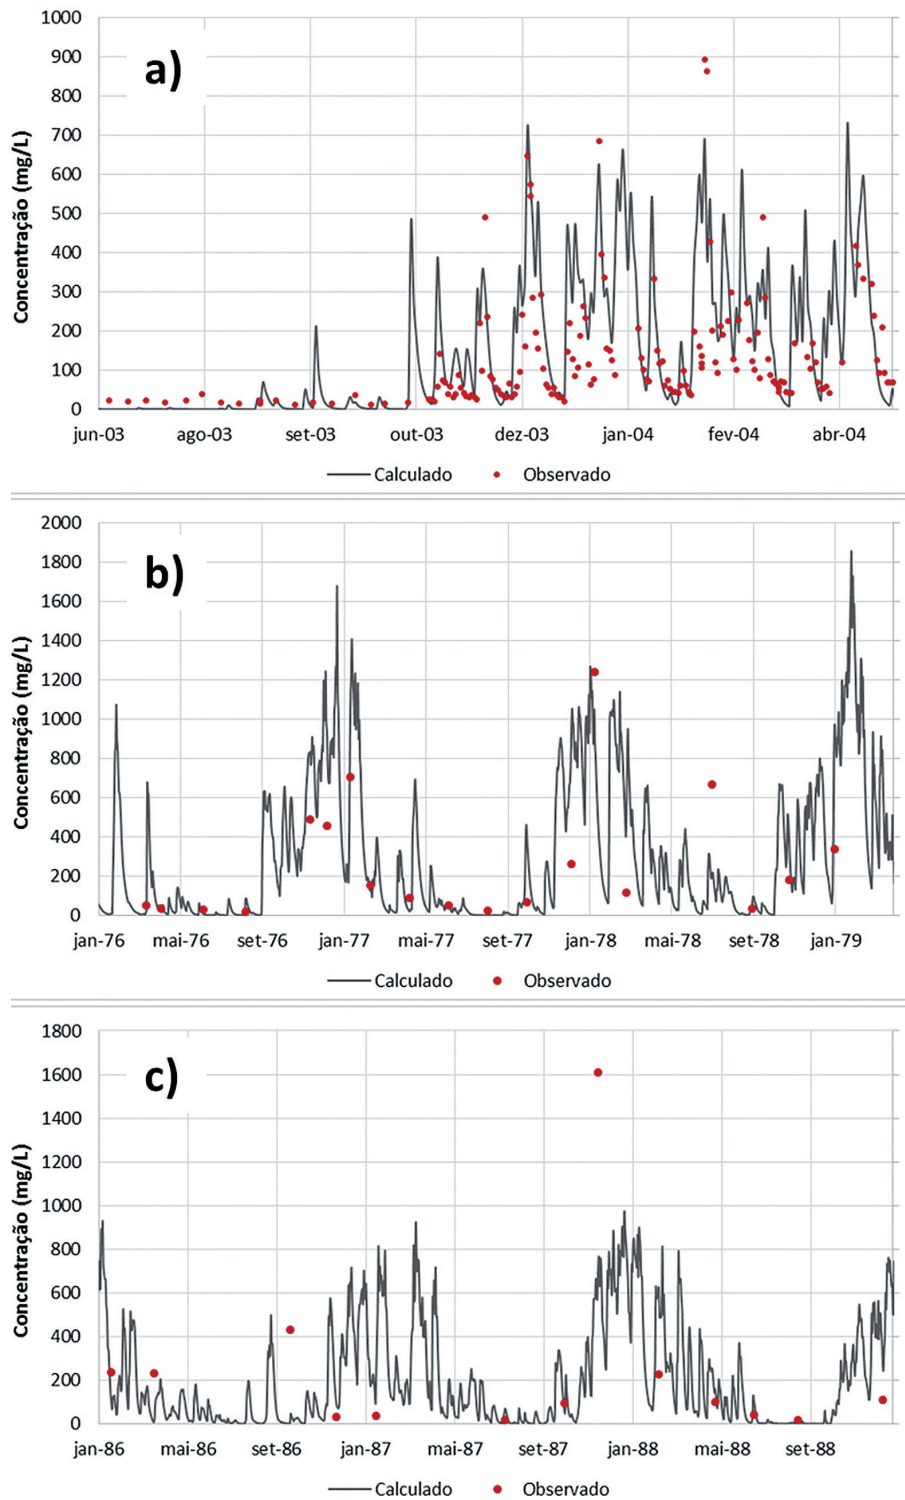 1000
a)
900
800
700
600
500
400
300
200
100
0
Concentração (mg/L)
jun-03 ago-03 set-03 out-03 dez-03 jan-04 fev-04 abr-04
Calculado Observado
2000
b)
1800
1600
1400
1200
1000
800
600
400
200
0
Concentração (mg/L)
jan-76 mai-76 set-76 jan-77 mai-77 set-77 jan-78 mai-78 set-78 jan-79
Calculado Observado
1800
c)
1600
1400
1200
1000
800
600
400
200
0
Concentração (mg/L)
jan-86 mai-86 set-86 jan-87 mai-87 set-87 jan-88 mai-88 set-88
Calculado Observado